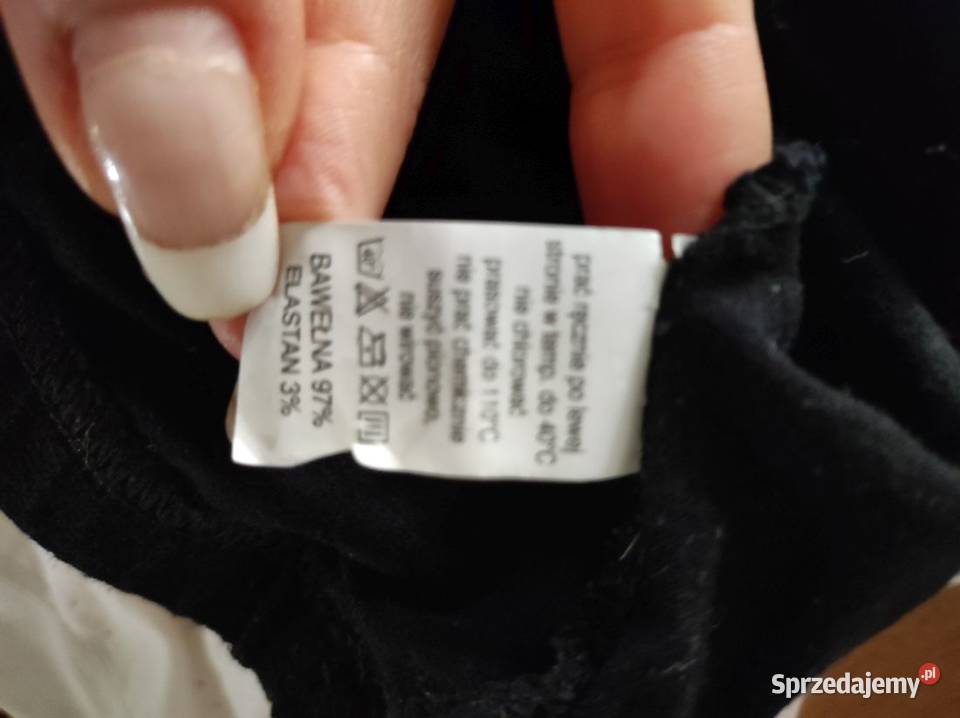 prać ręcznie po lewej
stronie w temp. do 40°C
nie chlorować
prasować do 110°C
nie prać chemicznie
suszyć pionowo,
nie wirować
BAWEŁNA 97%
ELASTAN 3%
Sprzedajemy.pl